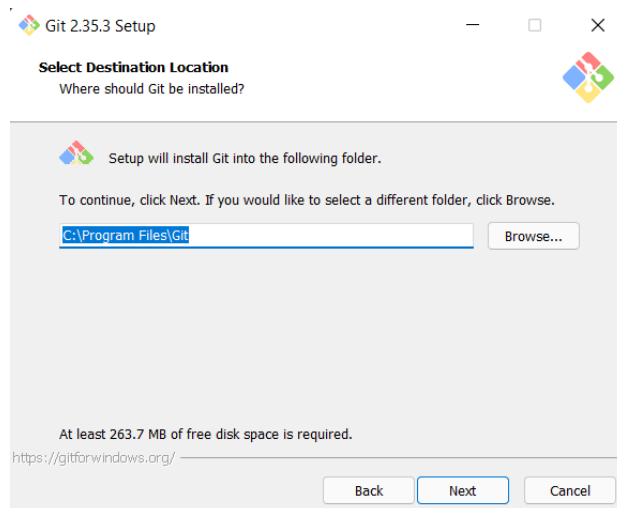 Git 2.35.3 Setup
Select Destination Location
Where should Git be installed?
Setup will install Git into the following folder.
To continue, click Next. If you would like to select a different folder, click Browse.
C:\Program Files\Git
Browse...
At least 263.7 MB of free disk space is required.
https://gitforwindows.org/
Back Next Cancel